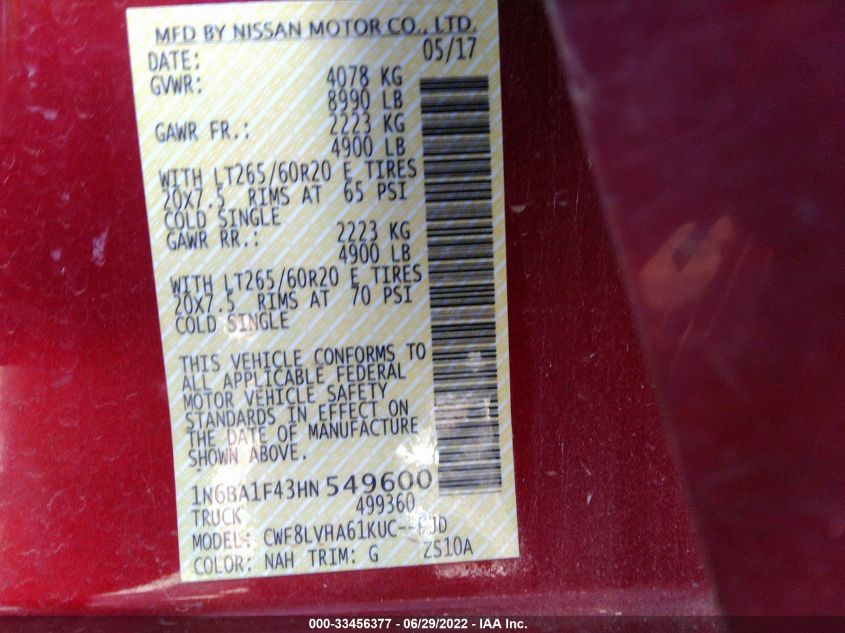 MFD BY NISSAN MOTOR CO., LTD.
DATE: 05/17
GVWR: 4078 KG
8990 LB
GAWR FR.: 2223 KG
4900 LB
WITH LT265/60R20 E TIRES
20X7.5 RIMS AT 65 PSI
COLD SINGLE
GAWR RR.: 2223 KG
4900 LB
WITH LT265/60R20 E TIRES
20X7.5 RIMS AT 70 PSI
COLD SINGLE
THIS VEHICLE CONFORMS TO
ALL APPLICABLE FEDERAL
MOTOR VEHICLE SAFETY
STANDARDS IN EFFECT ON
THE DATE OF MANUFACTURE
SHOWN ABOVE.
1N6BA1F43HN 549600
TRUCK 499360
MODEL: CWF8LVHA61KUC--
COLOR: NAH TRIM: G ZS10A
000-33456377 - 06/29/2022 - IAA Inc.